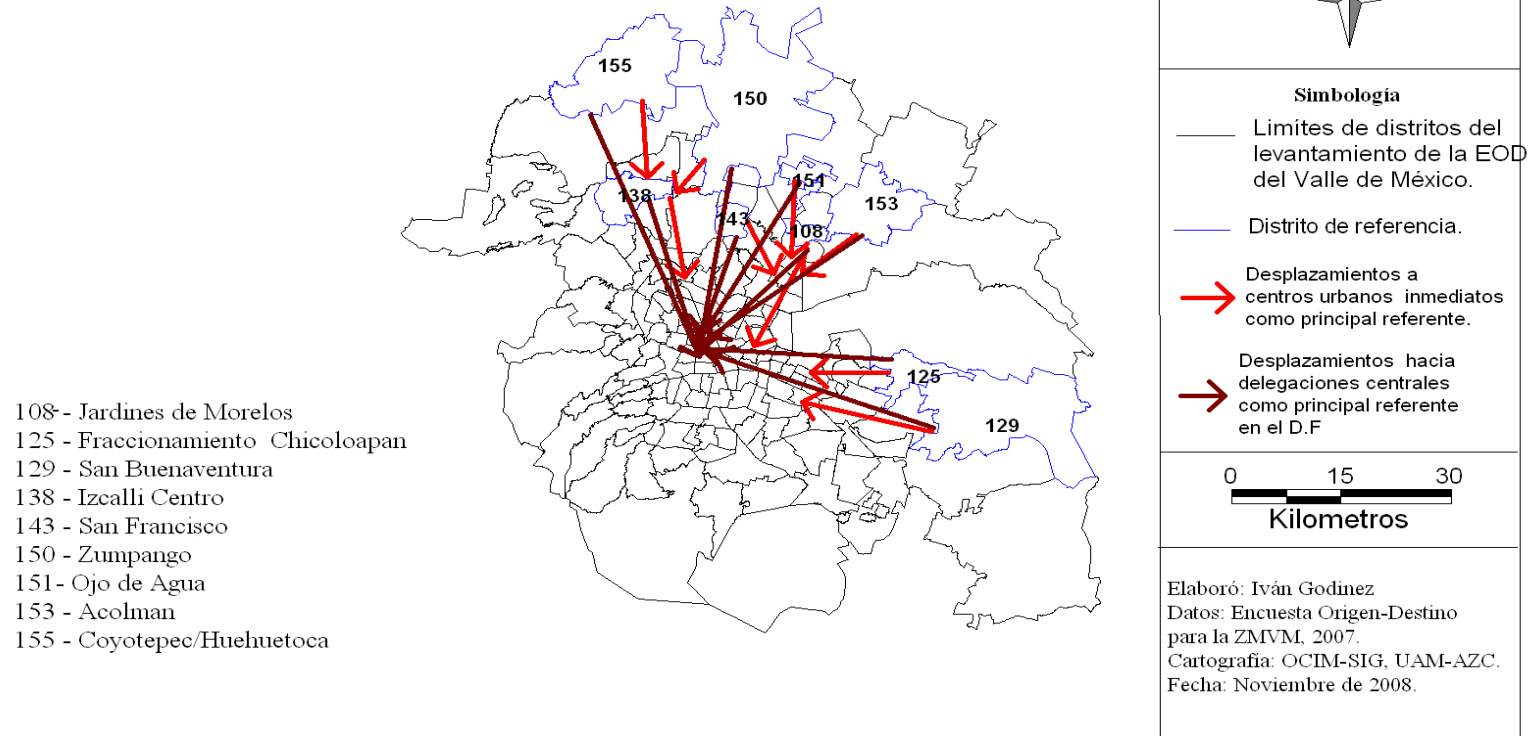 155
150
151
138
153
143
108
125
129
108 - Jardines de Morelos
125 - Fraccionamiento Chicoloapan
129 - San Buenaventura
138 - Izcalli Centro
143 - San Francisco
150 - Zumpango
151- Ojo de Agua
153 - Acolman
155 - Coyotepec/Huehuetoca
Simbología
Limítes de distritos del
levantamiento de la EOD
del Valle de México.
Distrito de referencia.
Desplazamientos a
centros urbanos inmediatos
como principal referente.
Desplazamientos hacia
delegaciones centrales
como principal referente
en el D.F
0 15 30
Kilometros
Elaboró: Iván Godinez
Datos: Encuesta Origen-Destino
para la ZMVM, 2007.
Cartografía: OCIM-SIG, UAM-AZC.
Fecha: Noviembre de 2008.